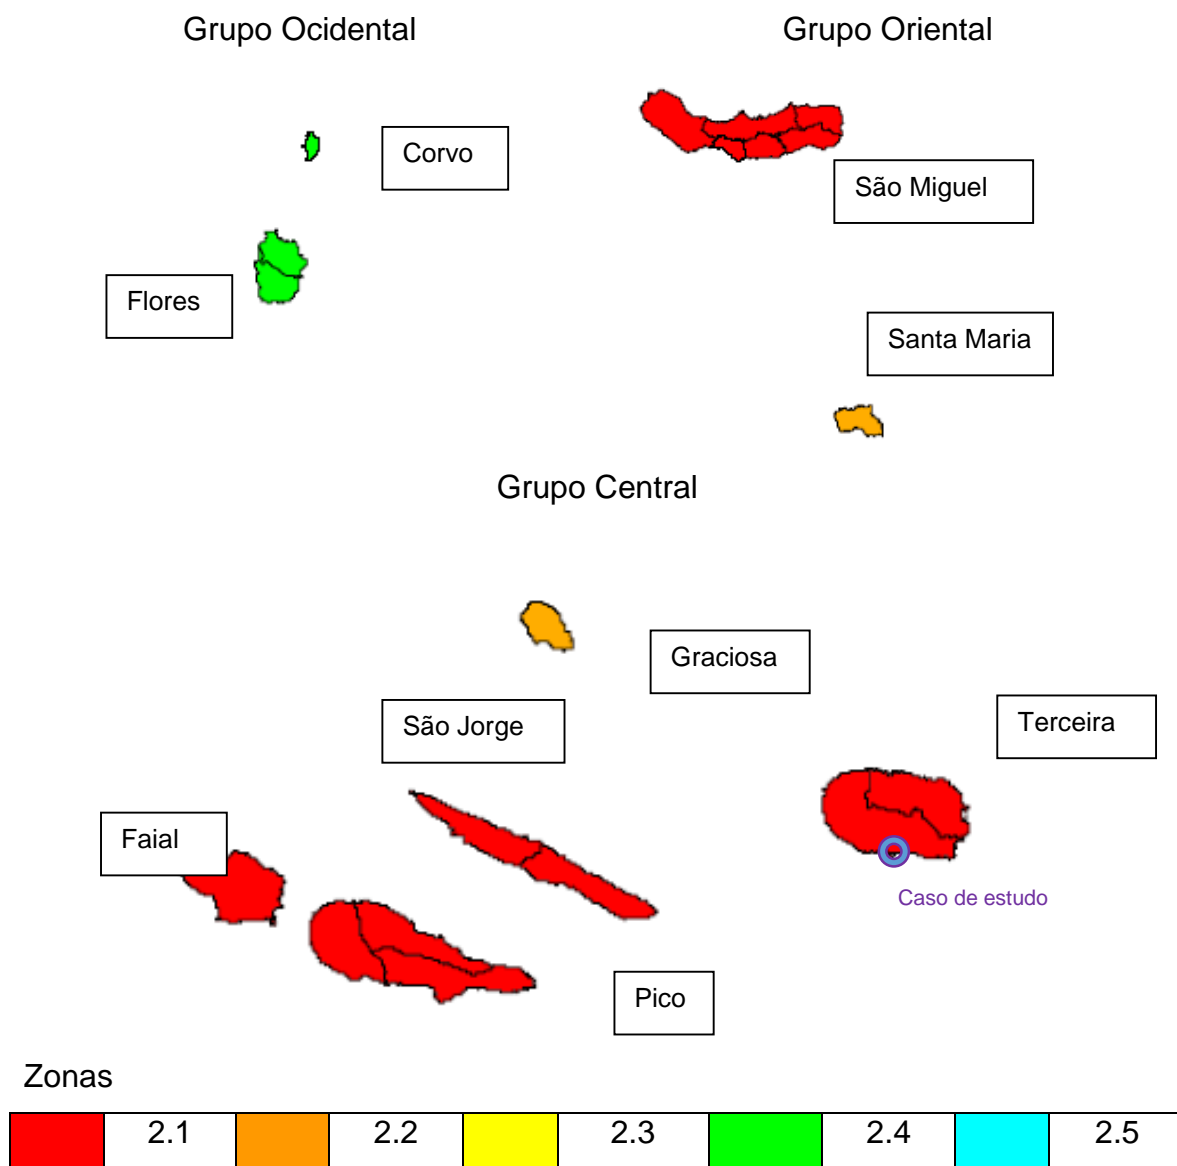 Grupo Ocidental
Grupo Oriental
Corvo
São Miguel
Flores
Santa Maria
Grupo Central
Graciosa
São Jorge
Terceira
Faial
Caso de estudo
Pico
Zonas
2.1 2.2 2.3 2.4 2.5